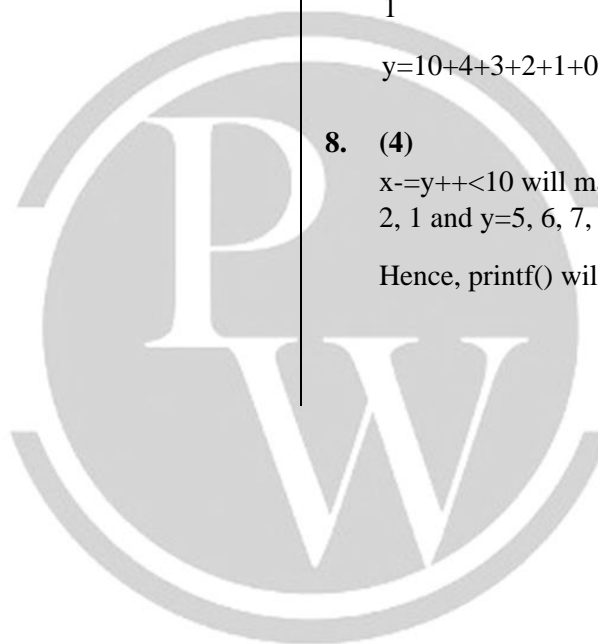 1
y=10+4+3+2+1+0
8. (4)
x-=y++<10 will
2, 1 and y=5, 6, 7,
Hence, printf()
PW